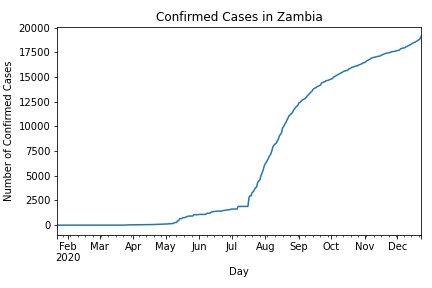 Confirmed Cases in Zambia
Number of Confirmed Cases
20000
17500
15000
12500
10000
7500
5000
2500
0
Feb Mar Apr May Jun Jul Aug Sep Oct Nov Dec
2020
Day